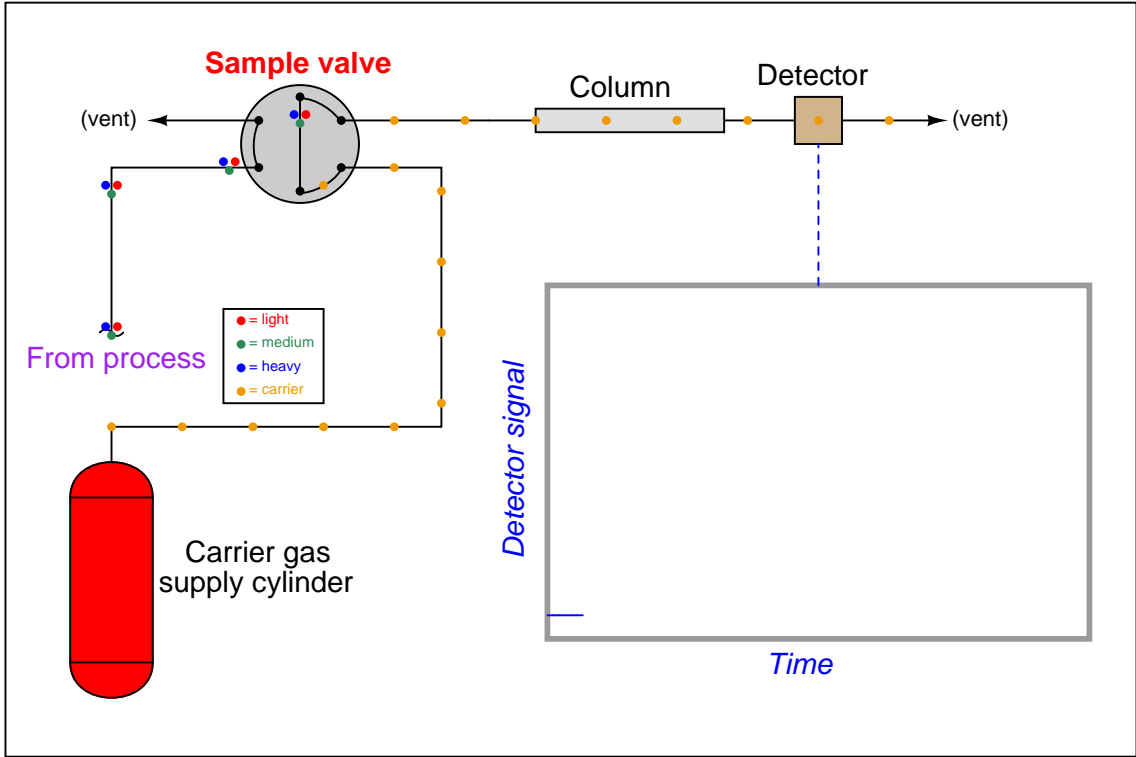 Sample valve
(vent)
Column
Detector
(vent)
From process
= light
= medium
= heavy
= carrier
Detector signal
Carrier gas
supply cylinder
Time